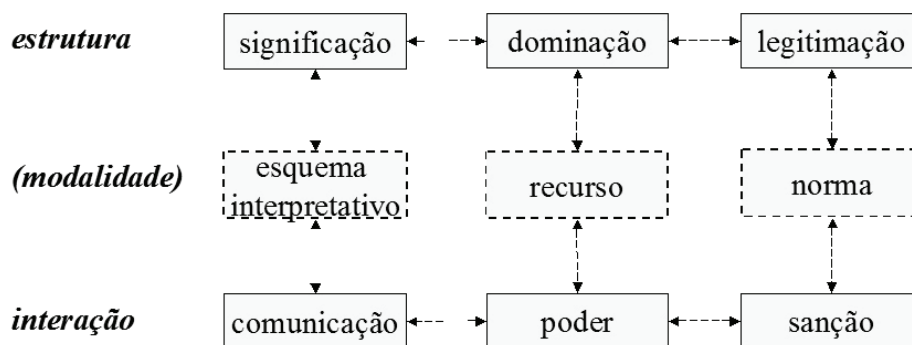 estrutura significação dominação legitimação
(modalidade) esquema interpretativo recurso norma
interação comunicação poder sanção